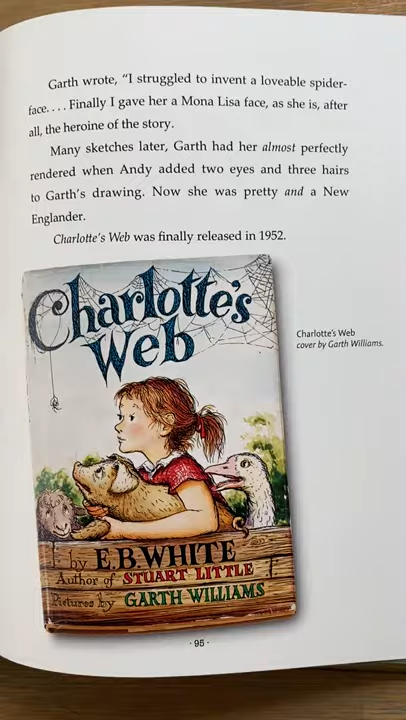 Garth wrote, “I struggled to invent a loveable spider-
face. . . . Finally I gave her a Mona Lisa face, as she is, after
all, the heroine of the story.
Many sketches later, Garth had her almost perfectly
rendered when Andy added two eyes and three hairs
to Garth’s drawing. Now she was pretty and a New
Englander.
Charlotte’s Web was finally released in 1952.
Charlotte’s
Web
by E. B. WHITE
Author of STUART LITTLE
Pictures by GARTH WILLIAMS
Charlotte’s Web
cover by Garth Williams.
· 95 ·